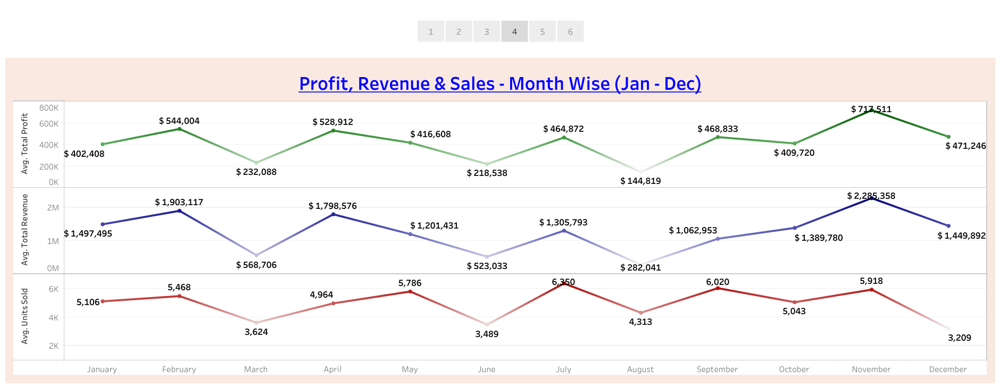 1 2 3 4 5 6
Profit, Revenue & Sales - Month Wise (Jan - Dec)
Avg. Total Profit
800K
600K
400K
200K
0K
$ 402,408
$ 544,004
$ 232,088
$ 528,912
$ 416,608
$ 218,538
$ 464,872
$ 144,819
$ 468,833
$ 409,720
$ 717,511
$ 471,246
Avg. Total Revenue
2M
1M
0M
$ 1,497,495
$ 1,903,117
$ 568,706
$ 1,798,576
$ 1,201,431
$ 523,033
$ 1,305,793
$ 282,041
$ 1,062,953
$ 1,389,780
$ 2,285,358
$ 1,449,892
Avg. Units Sold
6K
4K
2K
5,106
5,468
3,624
4,964
5,786
3,489
6,350
4,313
6,020
5,043
5,918
3,209
January February March April May June July August September October November December